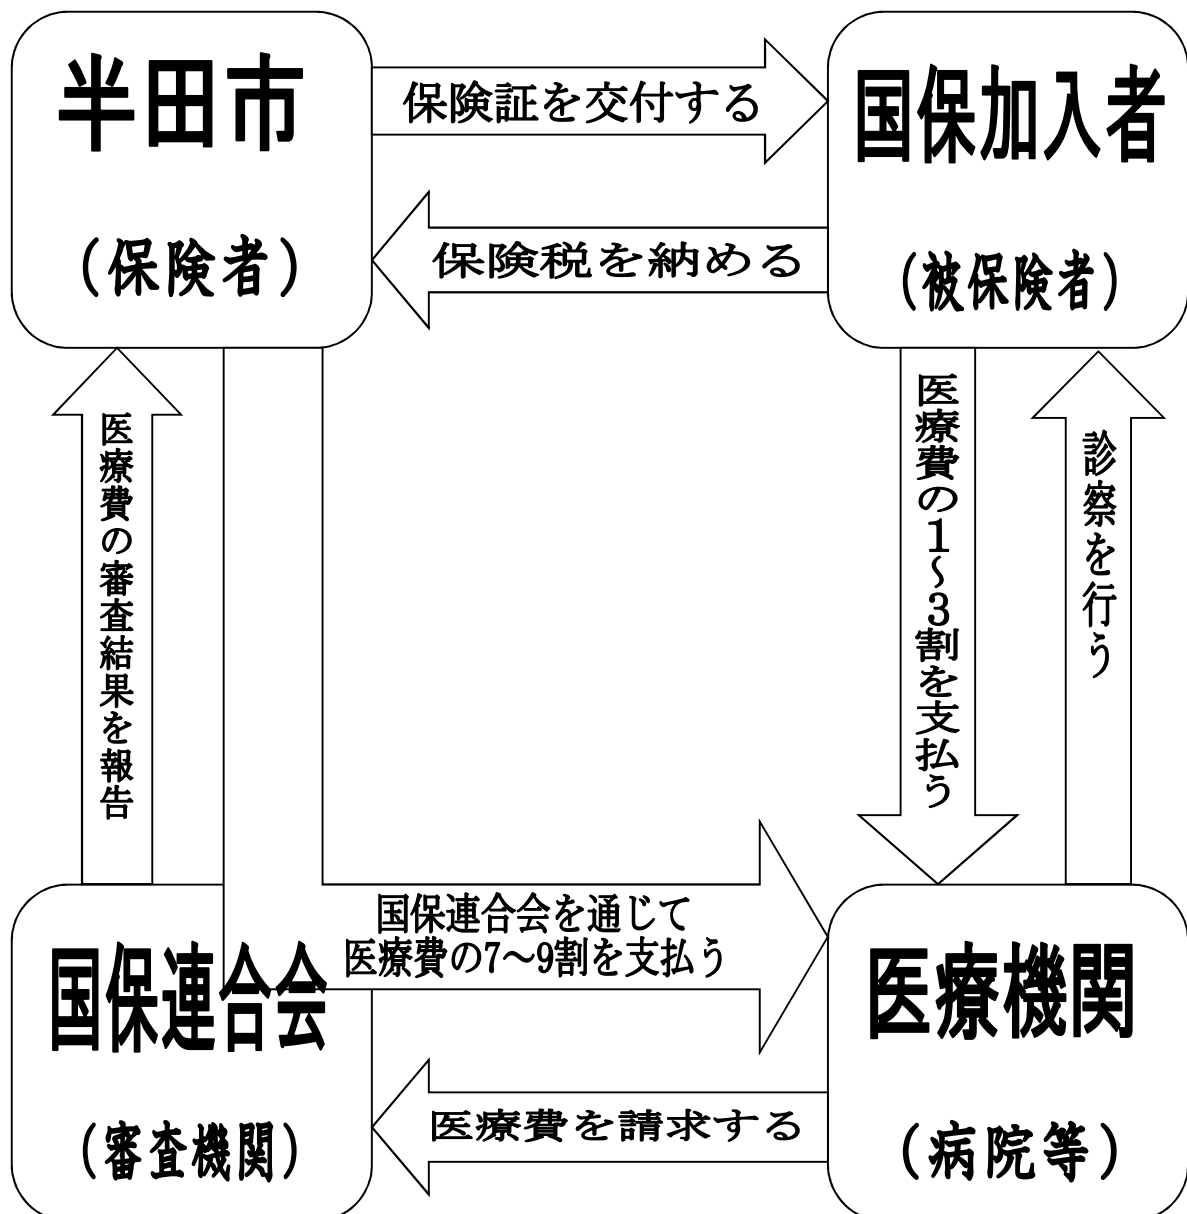 半田市
（保険者）
保険証を交付する
保険税を納める
国保加入者
（被保険者）
医療費の審査結果を報告
医療費の1～3割を支払う
診察を行う
国保連合会を通じて
医療費の7～9割を支払う
国保連合会
（審査機関）
医療費を請求する
医療機関
（病院等）